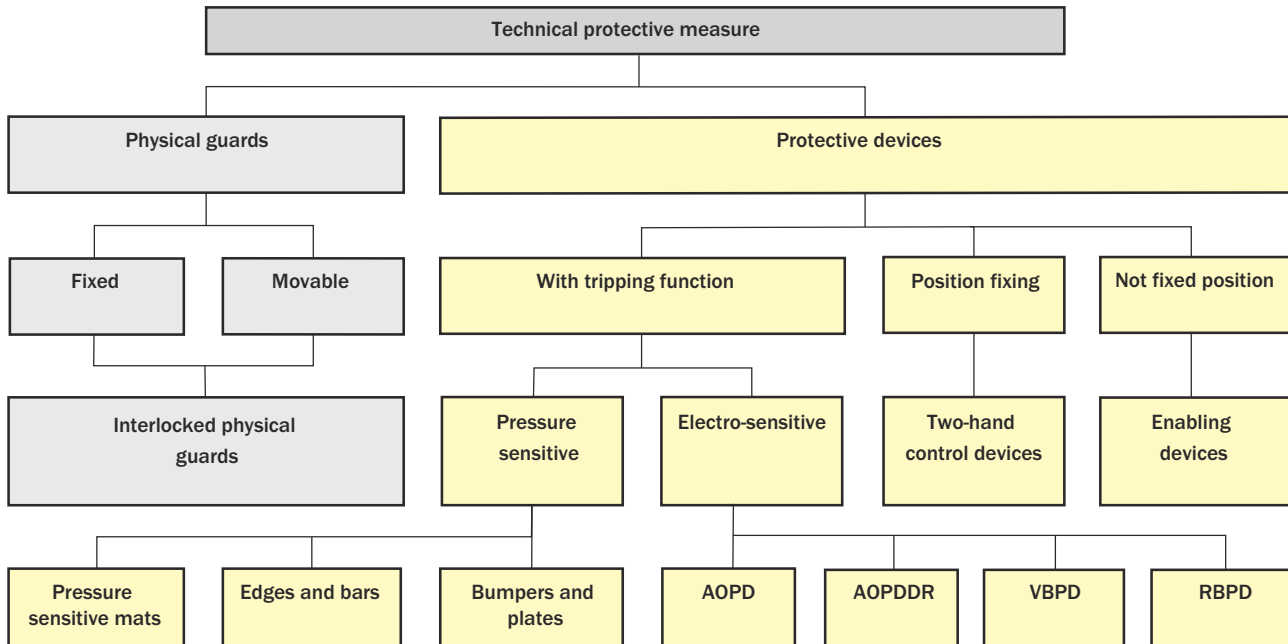 Technical protective measure
Physical guards
Protective devices
Fixed
Movable
With tripping function
Position fixing
Not fixed position
Interlocked physical
guards
Pressure
sensitive
Electro-sensitive
Two-hand
control devices
Enabling
devices
Pressure
sensitive mats
Edges and bars
Bumpers and
plates
AOPD
AOPDDR
VBPD
RBPD